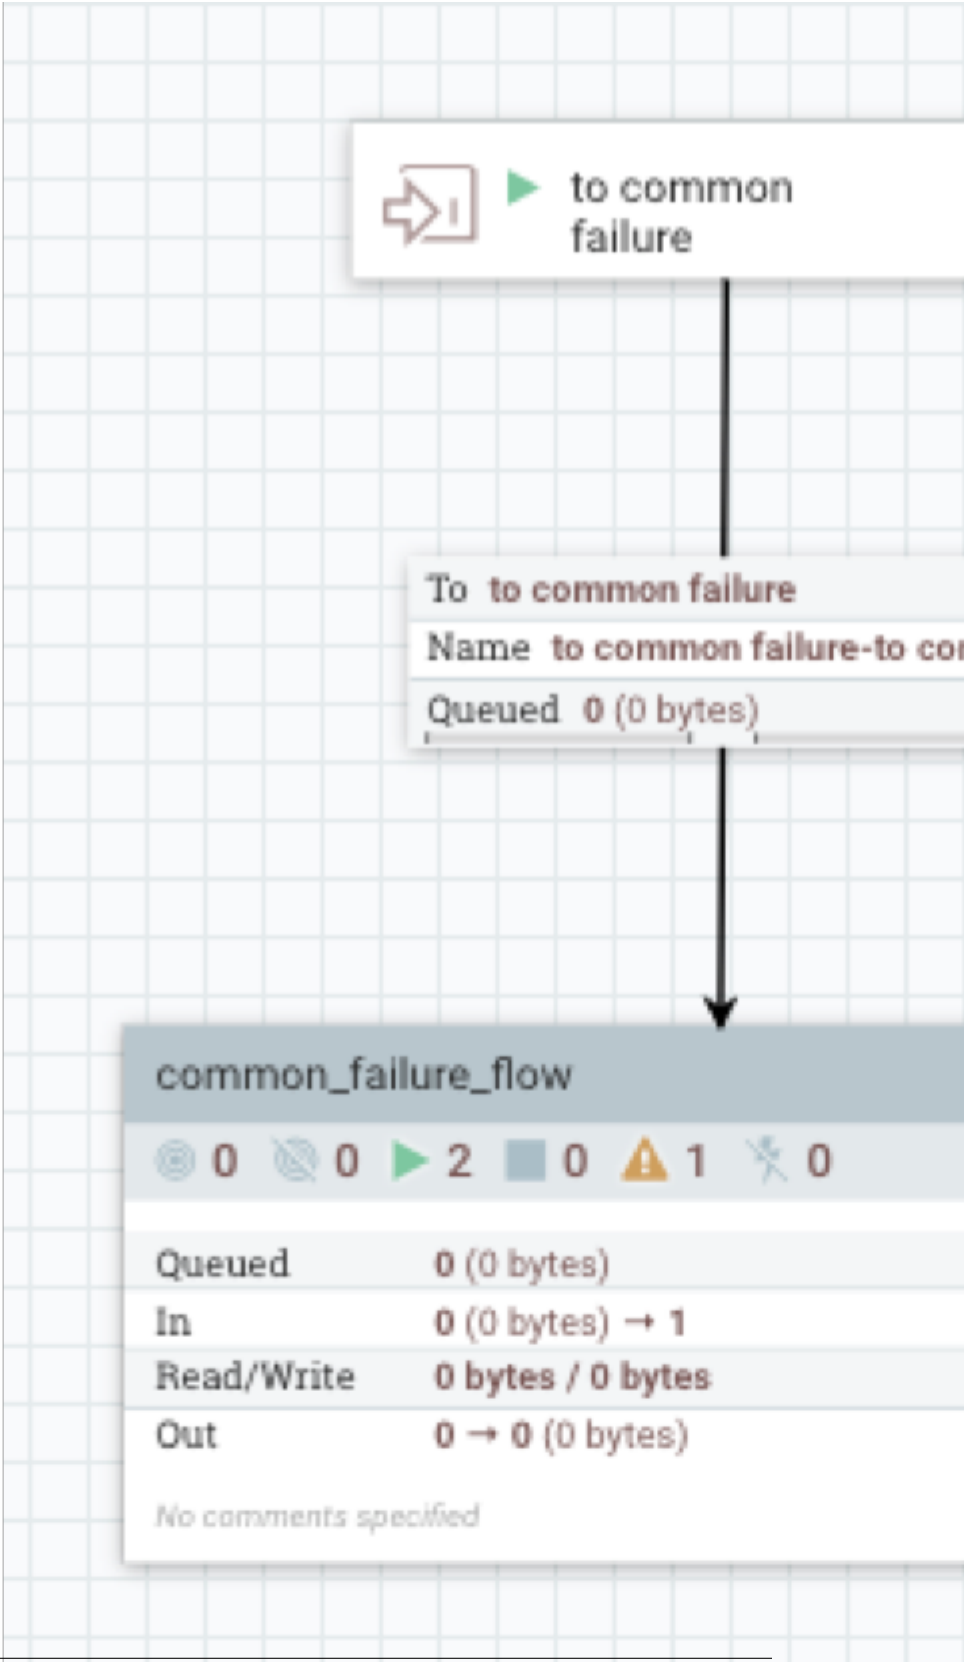 to common
failure
To to common failure
Name to common failure-to
Queued 0 (0 bytes)
common_failure_flow
0 0 2 0 1 0
Queued 0 (0 bytes)
In 0 (0 bytes) → 1
Read/Write 0 bytes / 0 bytes
Out 0 → 0 (0 bytes)
No comments specified